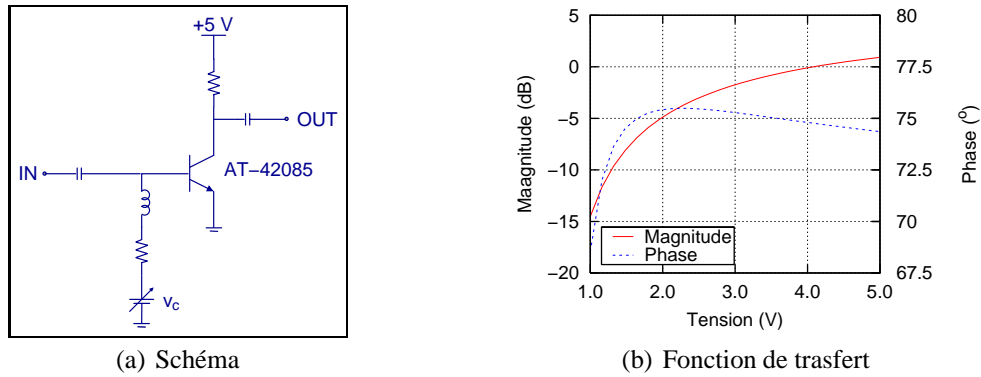 +5 V
OUT
IN
AT−42085
vc
(a) Schéma
5
0
−5
−10
−15
−20
Maagnitude (dB)
80
77.5
75
72.5
70
67.5
Phase (o)
Magnitude
Phase
1.0 2.0 3.0 4.0 5.0
Tension (V)
(b) Fonction de trasfert